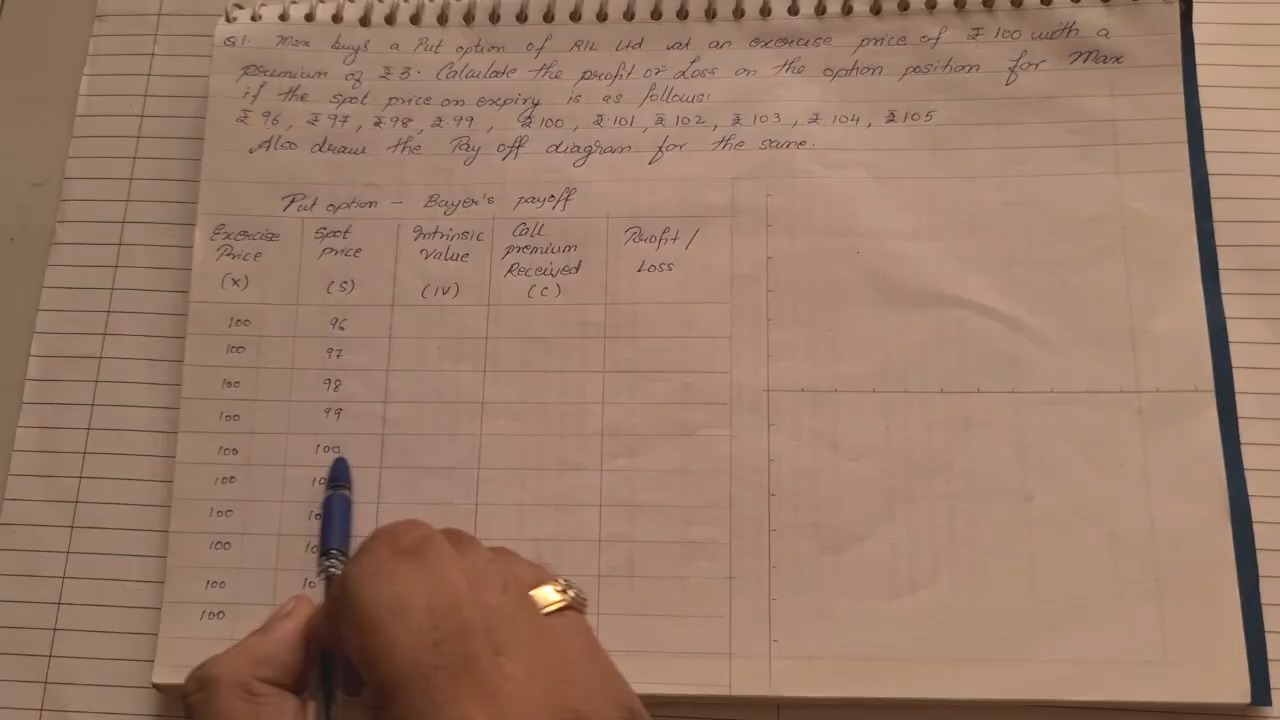 Q1. Max buys a Put option of RIL Ltd at an exercise price of ₹ 100 with a
premium of ₹ 3. Calculate the profit or Loss on the option position for Max
if the spot price on expiry is as follows:
₹ 96, ₹ 97, ₹ 98, ₹ 99, ₹ 100, ₹ 101, ₹ 102, ₹ 103, ₹ 104, ₹ 105
Also draw the Pay off diagram for the same.
Put option - Buyer's payoff
Exercise Price (X) Spot price (S) Intrinsic Value (IV) Call premium Received (C) Profit / Loss
100 96
100 97
100 98
100 99
100 100
100
100
100
100
100